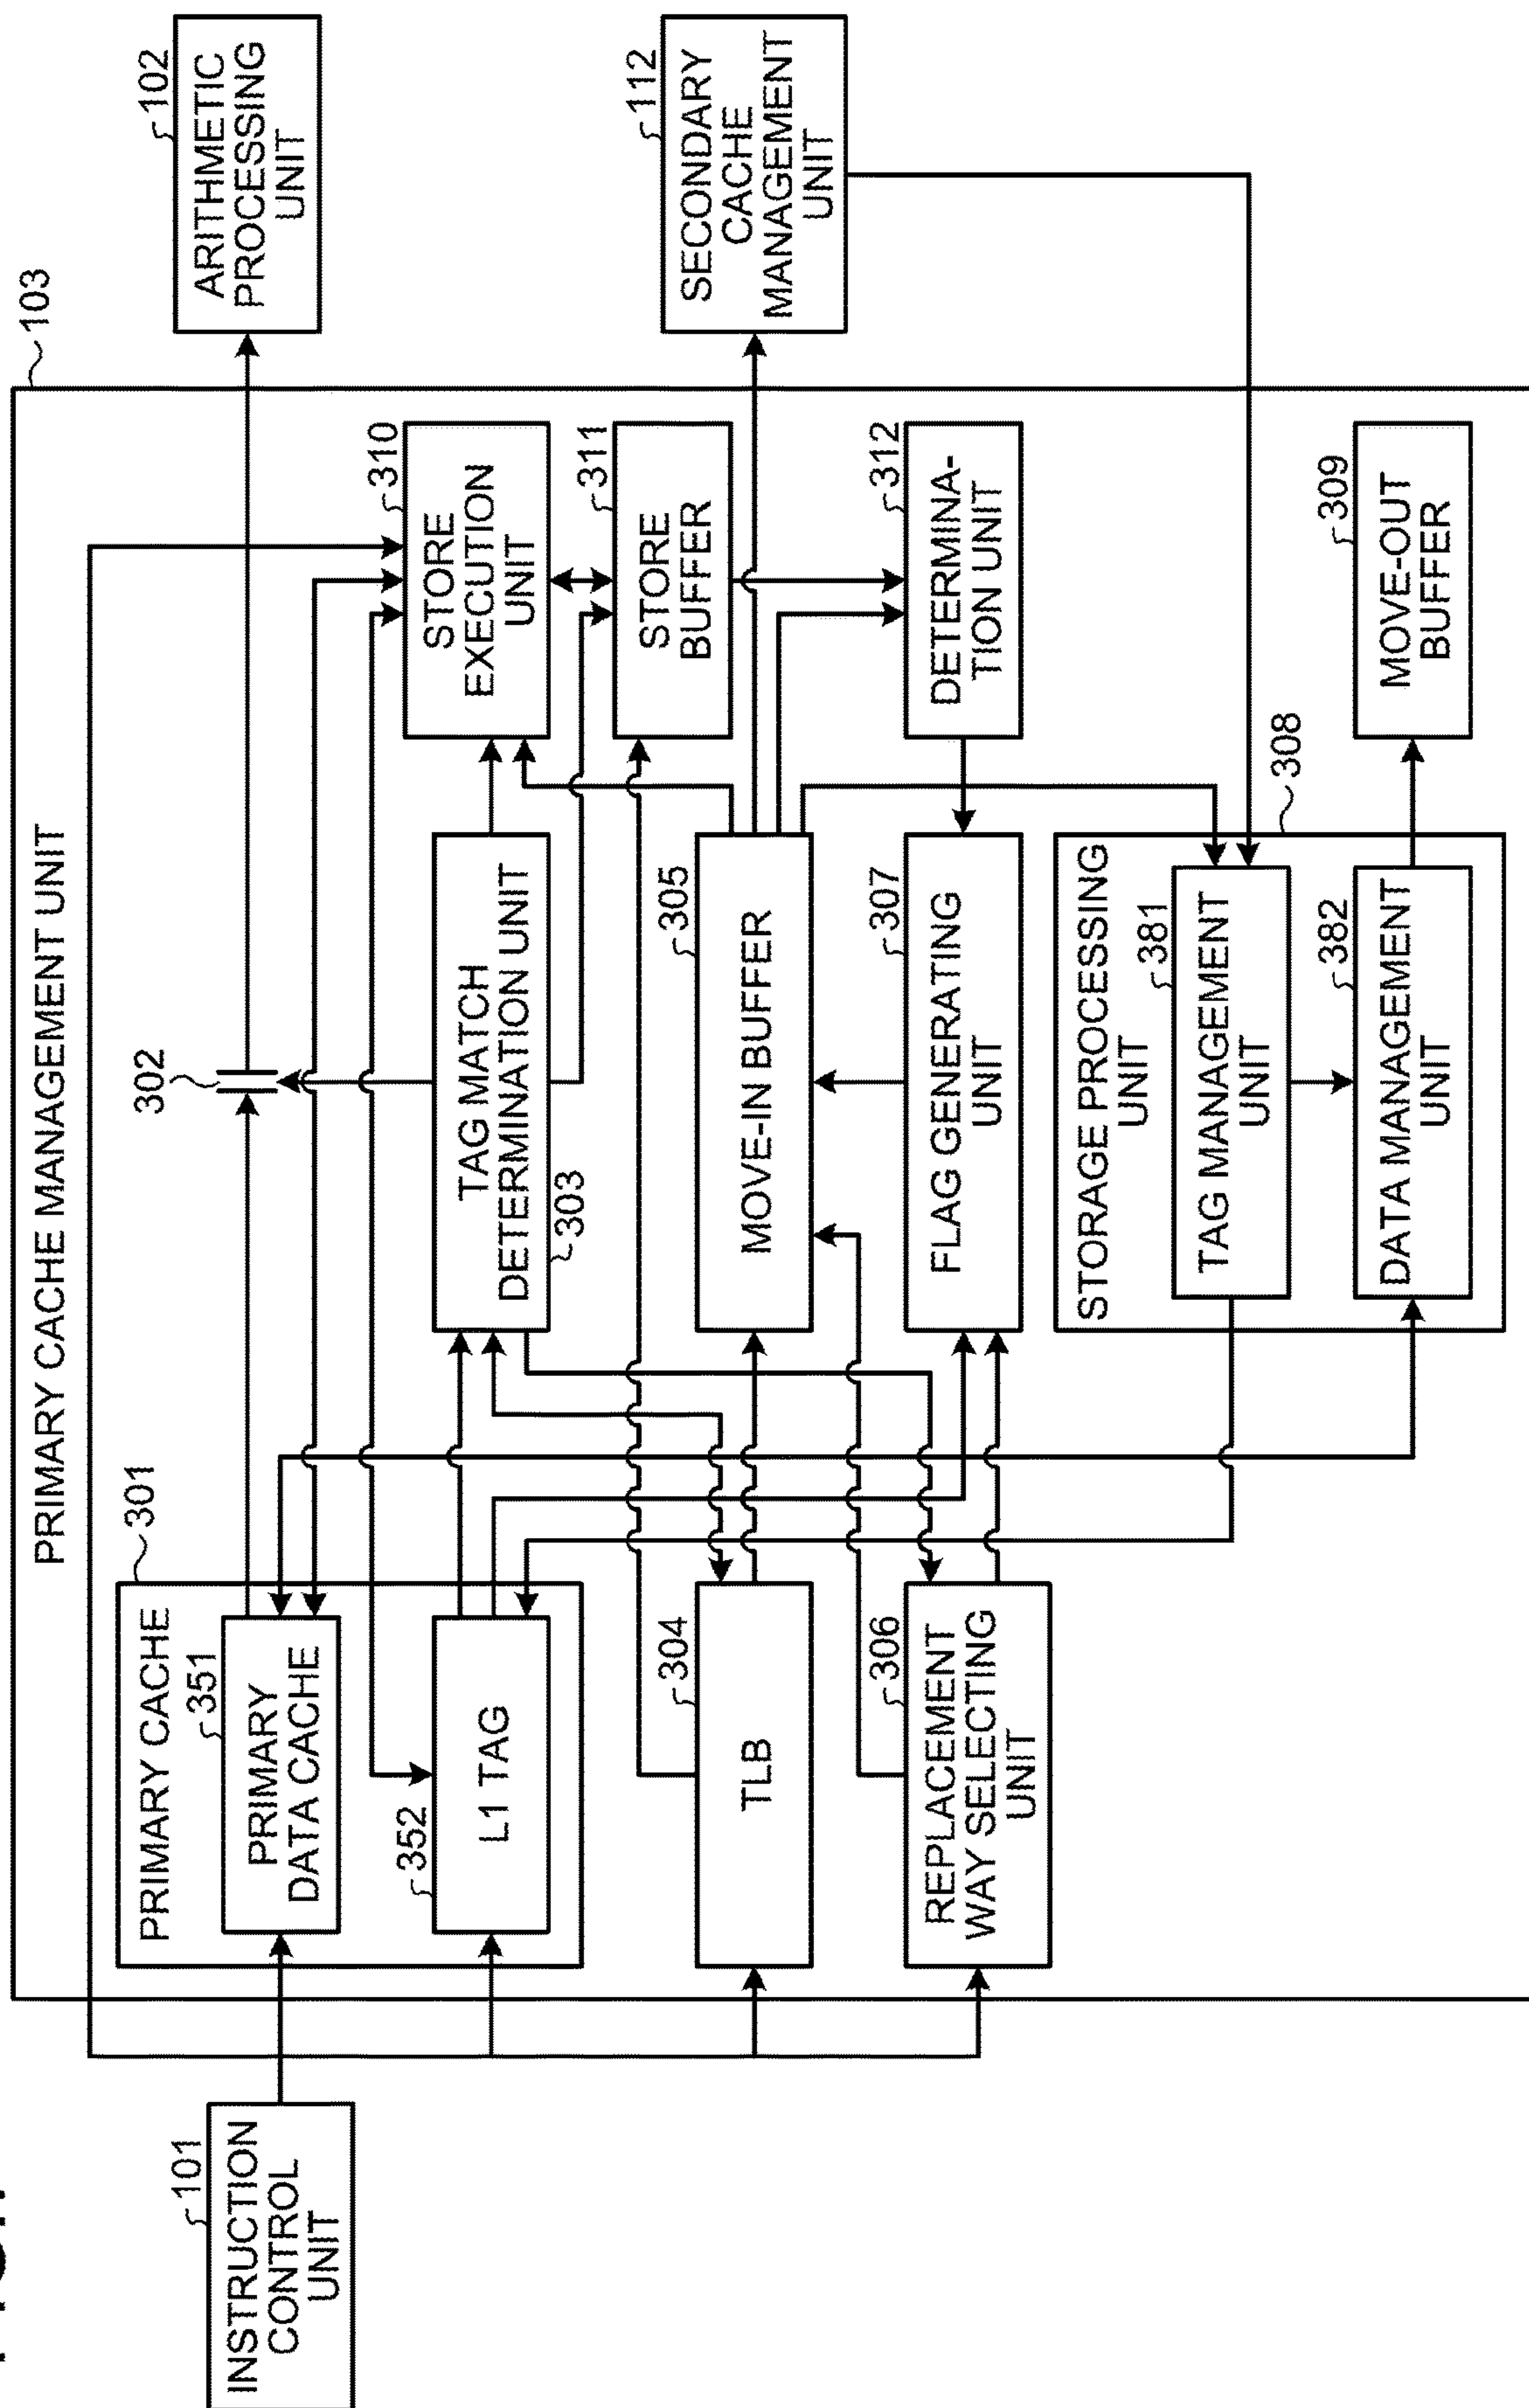 PRIMARY CACHE MANAGEMENT UNIT
103
101
INSTRUCTION
CONTROL
UNIT
301
PRIMARY CACHE
351
PRIMARY
DATA CACHE
352
L1 TAG
302
TAG MATCH
DETERMINATION UNIT
303
310
STORE
EXECUTION
UNIT
102
ARITHMETIC
PROCESSING
UNIT
304
TLB
305
MOVE-IN BUFFER
311
STORE
BUFFER
112
SECONDARY
CACHE
MANAGEMENT
UNIT
306
REPLACEMENT
WAY SELECTING
UNIT
307
FLAG GENERATING
UNIT
312
DETERMINA-
TION UNIT
308
STORAGE PROCESSING
UNIT
381
TAG MANAGEMENT
UNIT
382
DATA MANAGEMENT
UNIT
309
MOVE-OUT
BUFFER